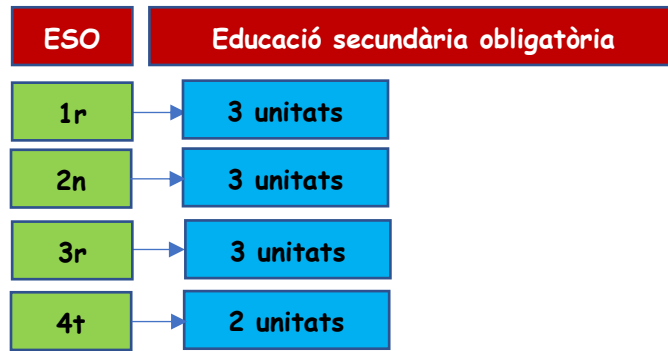 ESO Educació secundària obligatòria
1r 3 unitats
2n 3 unitats
3r 3 unitats
4t 2 unitats